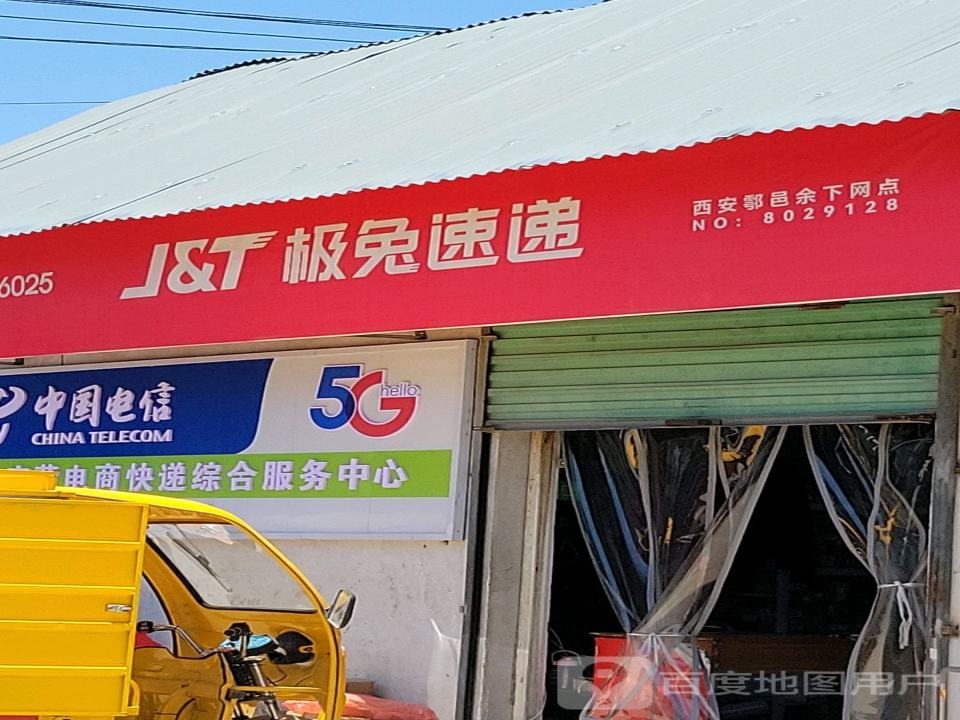 6025
J&T 极兔速递
西安鄠邑余下网点
NO: 8029128
中国电信
CHINA TELECOM
5G hello
电商快递综合服务中心
百度地图用户